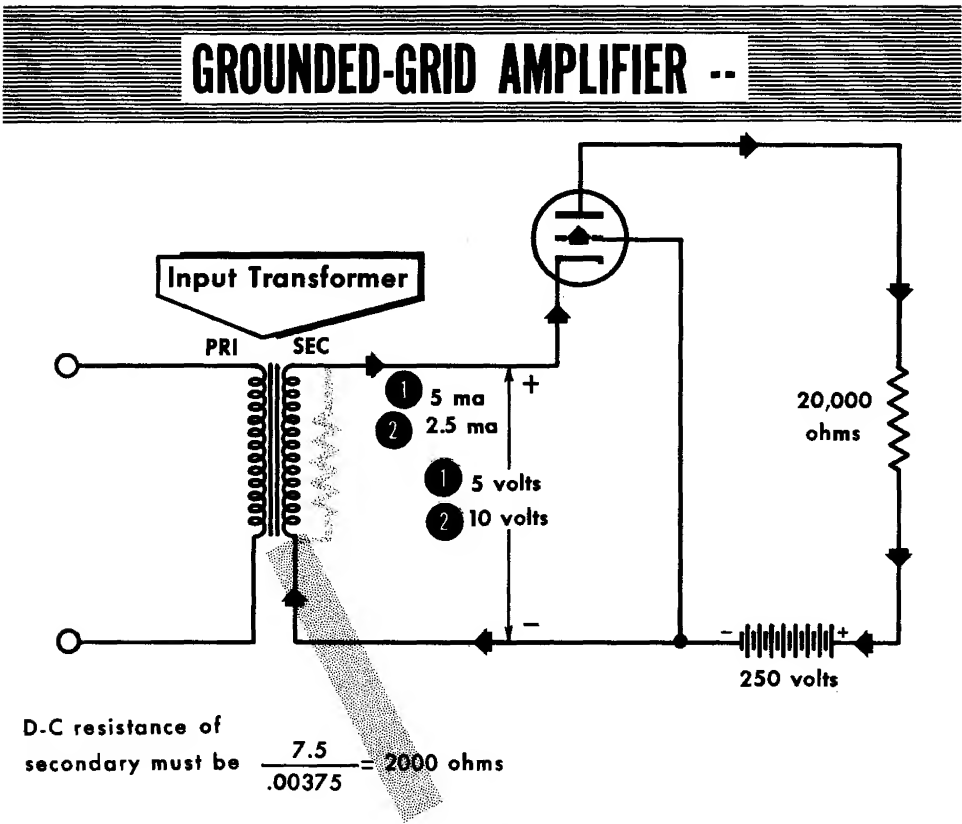 GROUNDED-GRID AMPLIFIER --
Input Transformer
PRI SEC
1 5 ma
2 2.5 ma
+
1 5 volts
2 10 volts
20,000
ohms
−
- +
250 volts
D-C resistance of
secondary must be 7.5 / .00375 = 2000 ohms